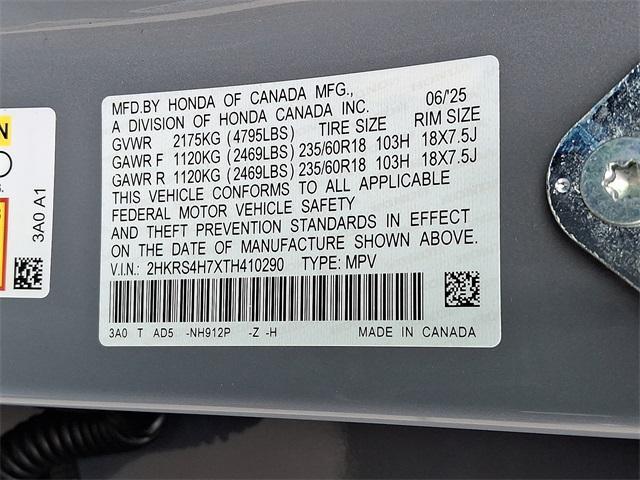 MFD.BY HONDA OF CANADA MFG.,
A DIVISION OF HONDA CANADA INC. 06/'25
GVWR 2175KG (4795LBS) TIRE SIZE RIM SIZE
GAWR F 1120KG (2469LBS) 235/60R18 103H 18X7.5J
GAWR R 1120KG (2469LBS) 235/60R18 103H 18X7.5J
THIS VEHICLE CONFORMS TO ALL APPLICABLE
FEDERAL MOTOR VEHICLE SAFETY
AND THEFT PREVENTION STANDARDS IN EFFECT
ON THE DATE OF MANUFACTURE SHOWN ABOVE.
V.I.N.: 2HKRS4H7XTH410290 TYPE: MPV
3A0 T AD5 -NH912P -Z -H MADE IN CANADA
N
3A0 A1